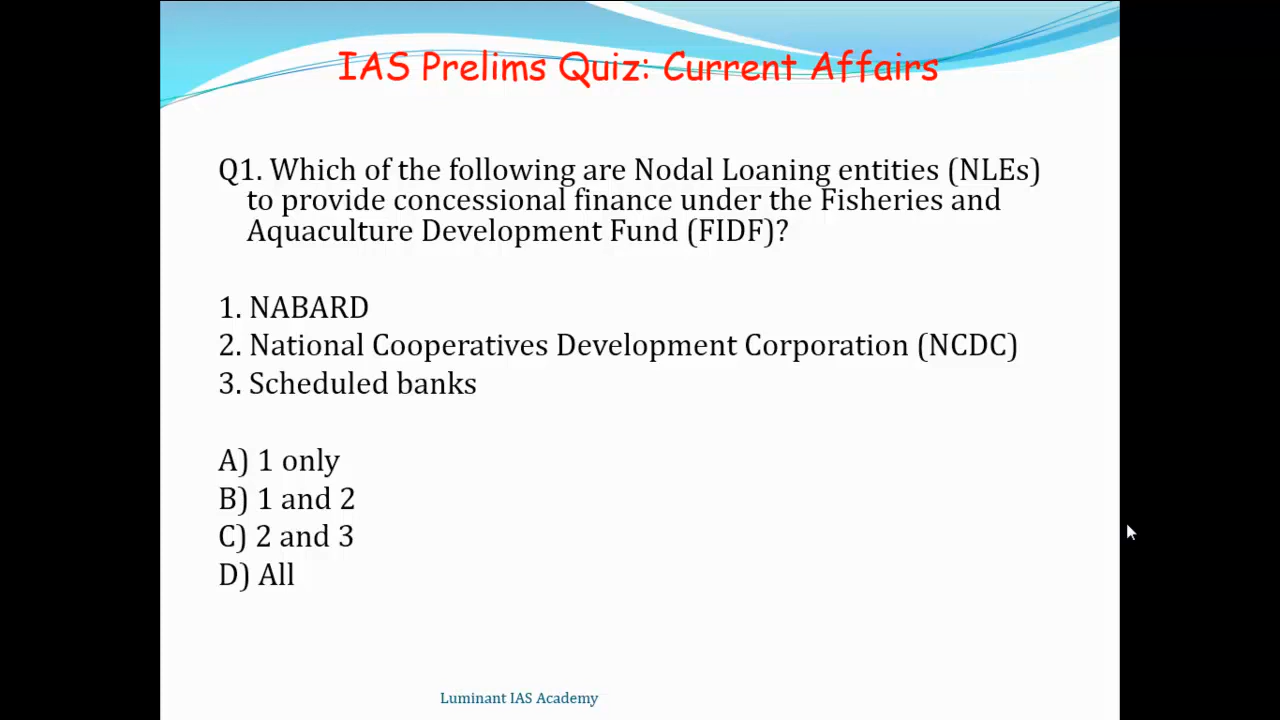 IAS Prelims Quiz: Current Affairs
Q1. Which of the following are Nodal Loaning entities (NLEs)
to provide concessional finance under the Fisheries and
Aquaculture Development Fund (FIDF)?
1. NABARD
2. National Cooperatives Development Corporation (NCDC)
3. Scheduled banks
A) 1 only
B) 1 and 2
C) 2 and 3
D) All
Luminant IAS Academy